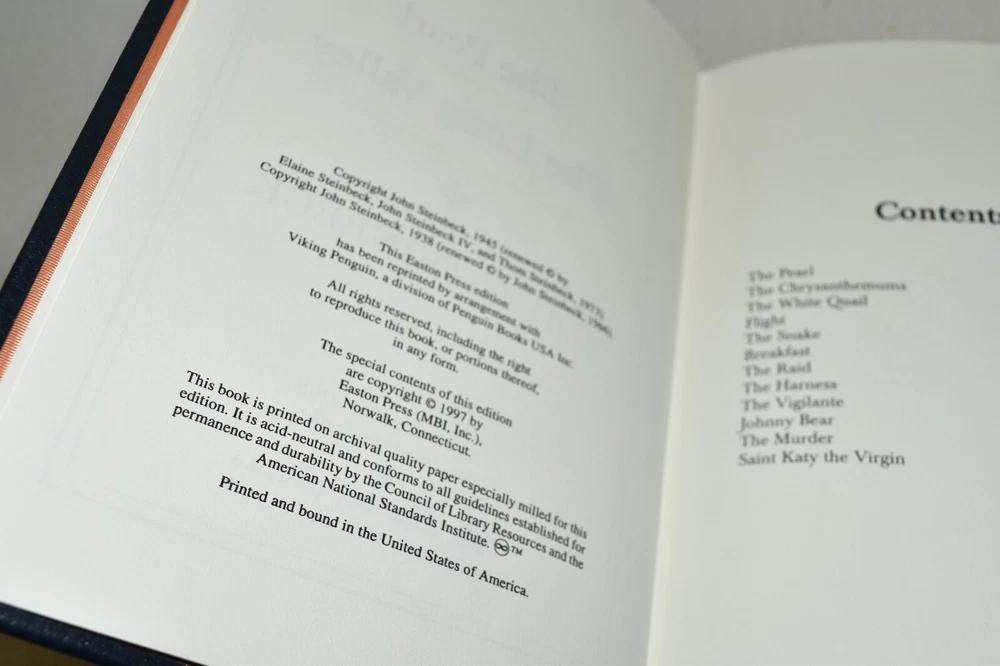 Copyright John Steinbeck, 1945 (renewed © by
Elaine Steinbeck, John Steinbeck IV, and Thom Steinbeck, 1973)
Copyright John Steinbeck, 1938 (renewed © by John Steinbeck, 1966)
This Easton Press edition
has been reprinted by arrangement with
Viking Penguin, a division of Penguin Books USA Inc.
All rights reserved, including the right
to reproduce this book, or portions thereof,
in any form.
The special contents of this edition
are copyright © 1997 by
Easton Press (MBI, Inc.),
Norwalk, Connecticut.
This book is printed on archival quality paper especially milled for this
edition. It is acid-neutral and conforms to all guidelines established for
permanence and durability by the Council of Library Resources and the
American National Standards Institute. ♾™
Printed and bound in the United States of America.
Contents
The Pearl
The Chrysanthemums
The White Quail
Flight
The Snake
Breakfast
The Raid
The Harness
The Vigilante
Johnny Bear
The Murder
Saint Katy the Virgin